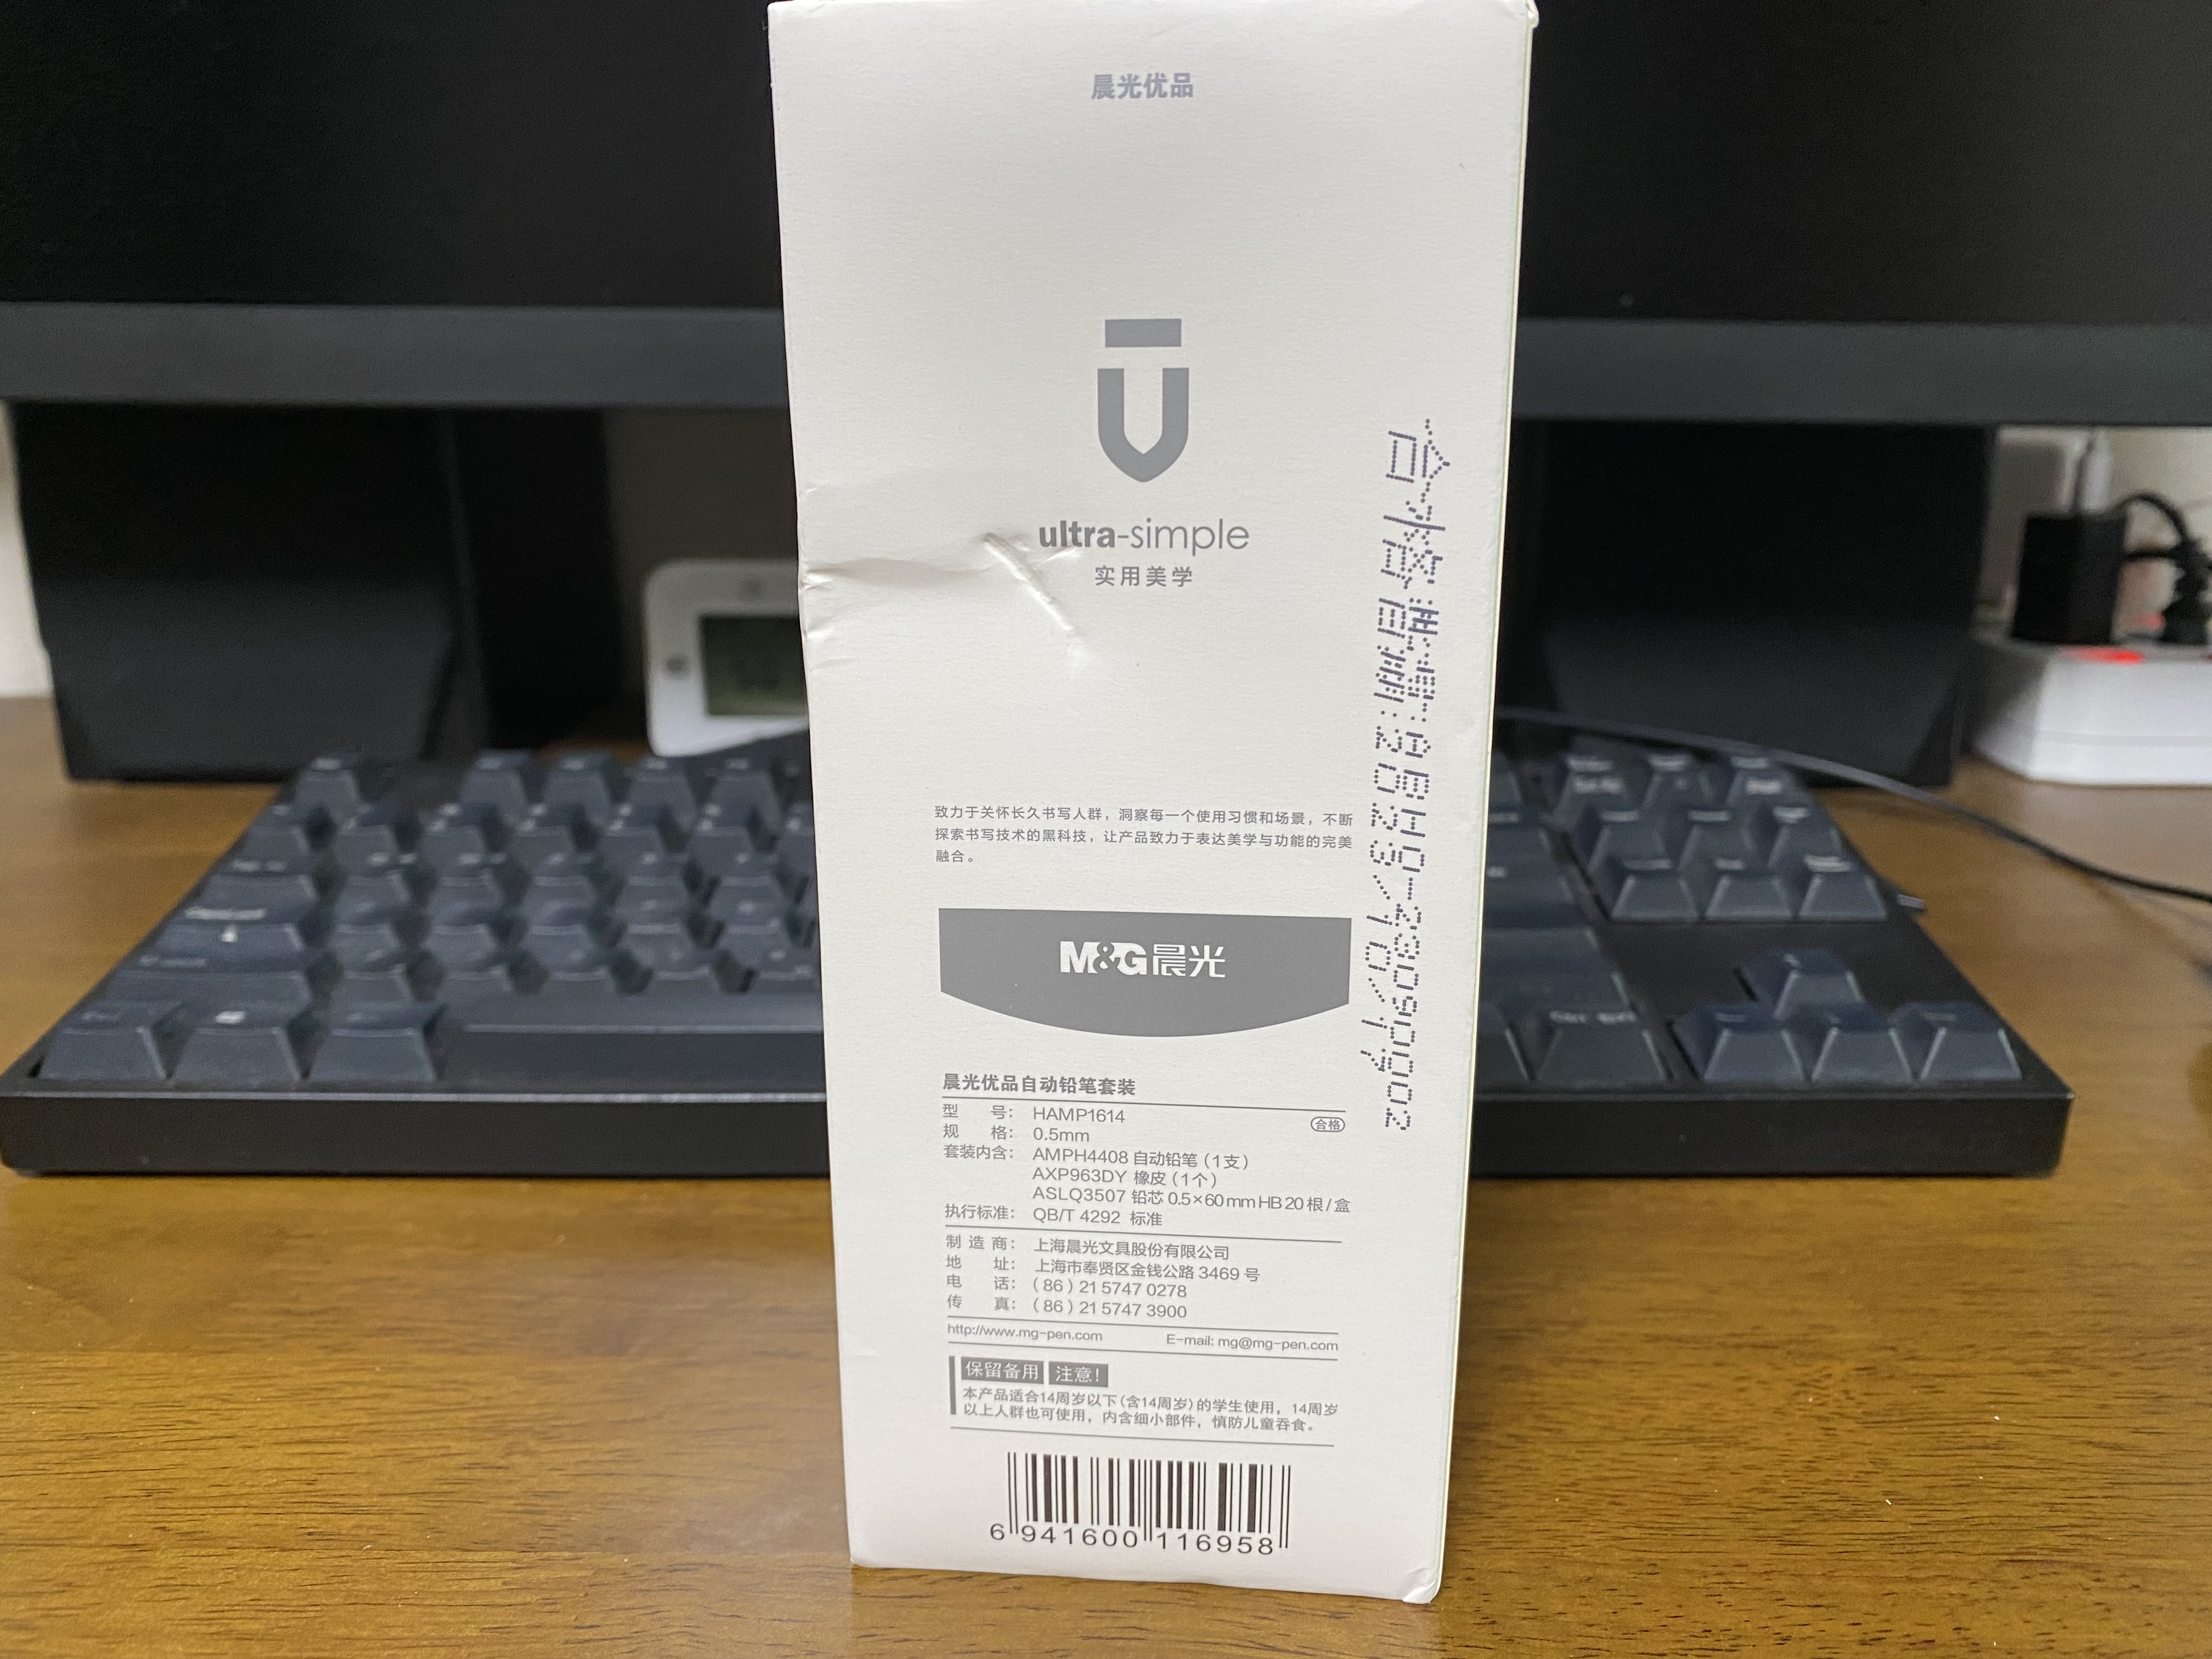 晨光优品
ultra-simple
实用美学
致力于关怀长久书写人群，洞察每一个使用习惯和场景，不断
探索书写技术的黑科技，让产品致力于表达美学与功能的完美
融合。
M&G晨光
晨光优品自动铅笔套装
型 号： HAMP1614
合格
规 格： 0.5mm
套装内含： AMPH4408 自动铅笔（1支）
AXP963DY 橡皮（1个）
ASLQ3507 铅芯 0.5×60mm HB 20 根/盒
执行标准： QB/T 4292 标准
制 造 商： 上海晨光文具股份有限公司
地 址： 上海市奉贤区金钱公路 3469 号
电 话： （86）21 5747 0278
传 真： （86）21 5747 3900
http://www.mg-pen.com E-mail: mg@mg-pen.com
保留备用 注意！
本产品适合14周岁以下（含14周岁）的学生使用，14周岁
以上人群也可使用，内含细小部件，慎防儿童吞食。
6 941600 116958
合格